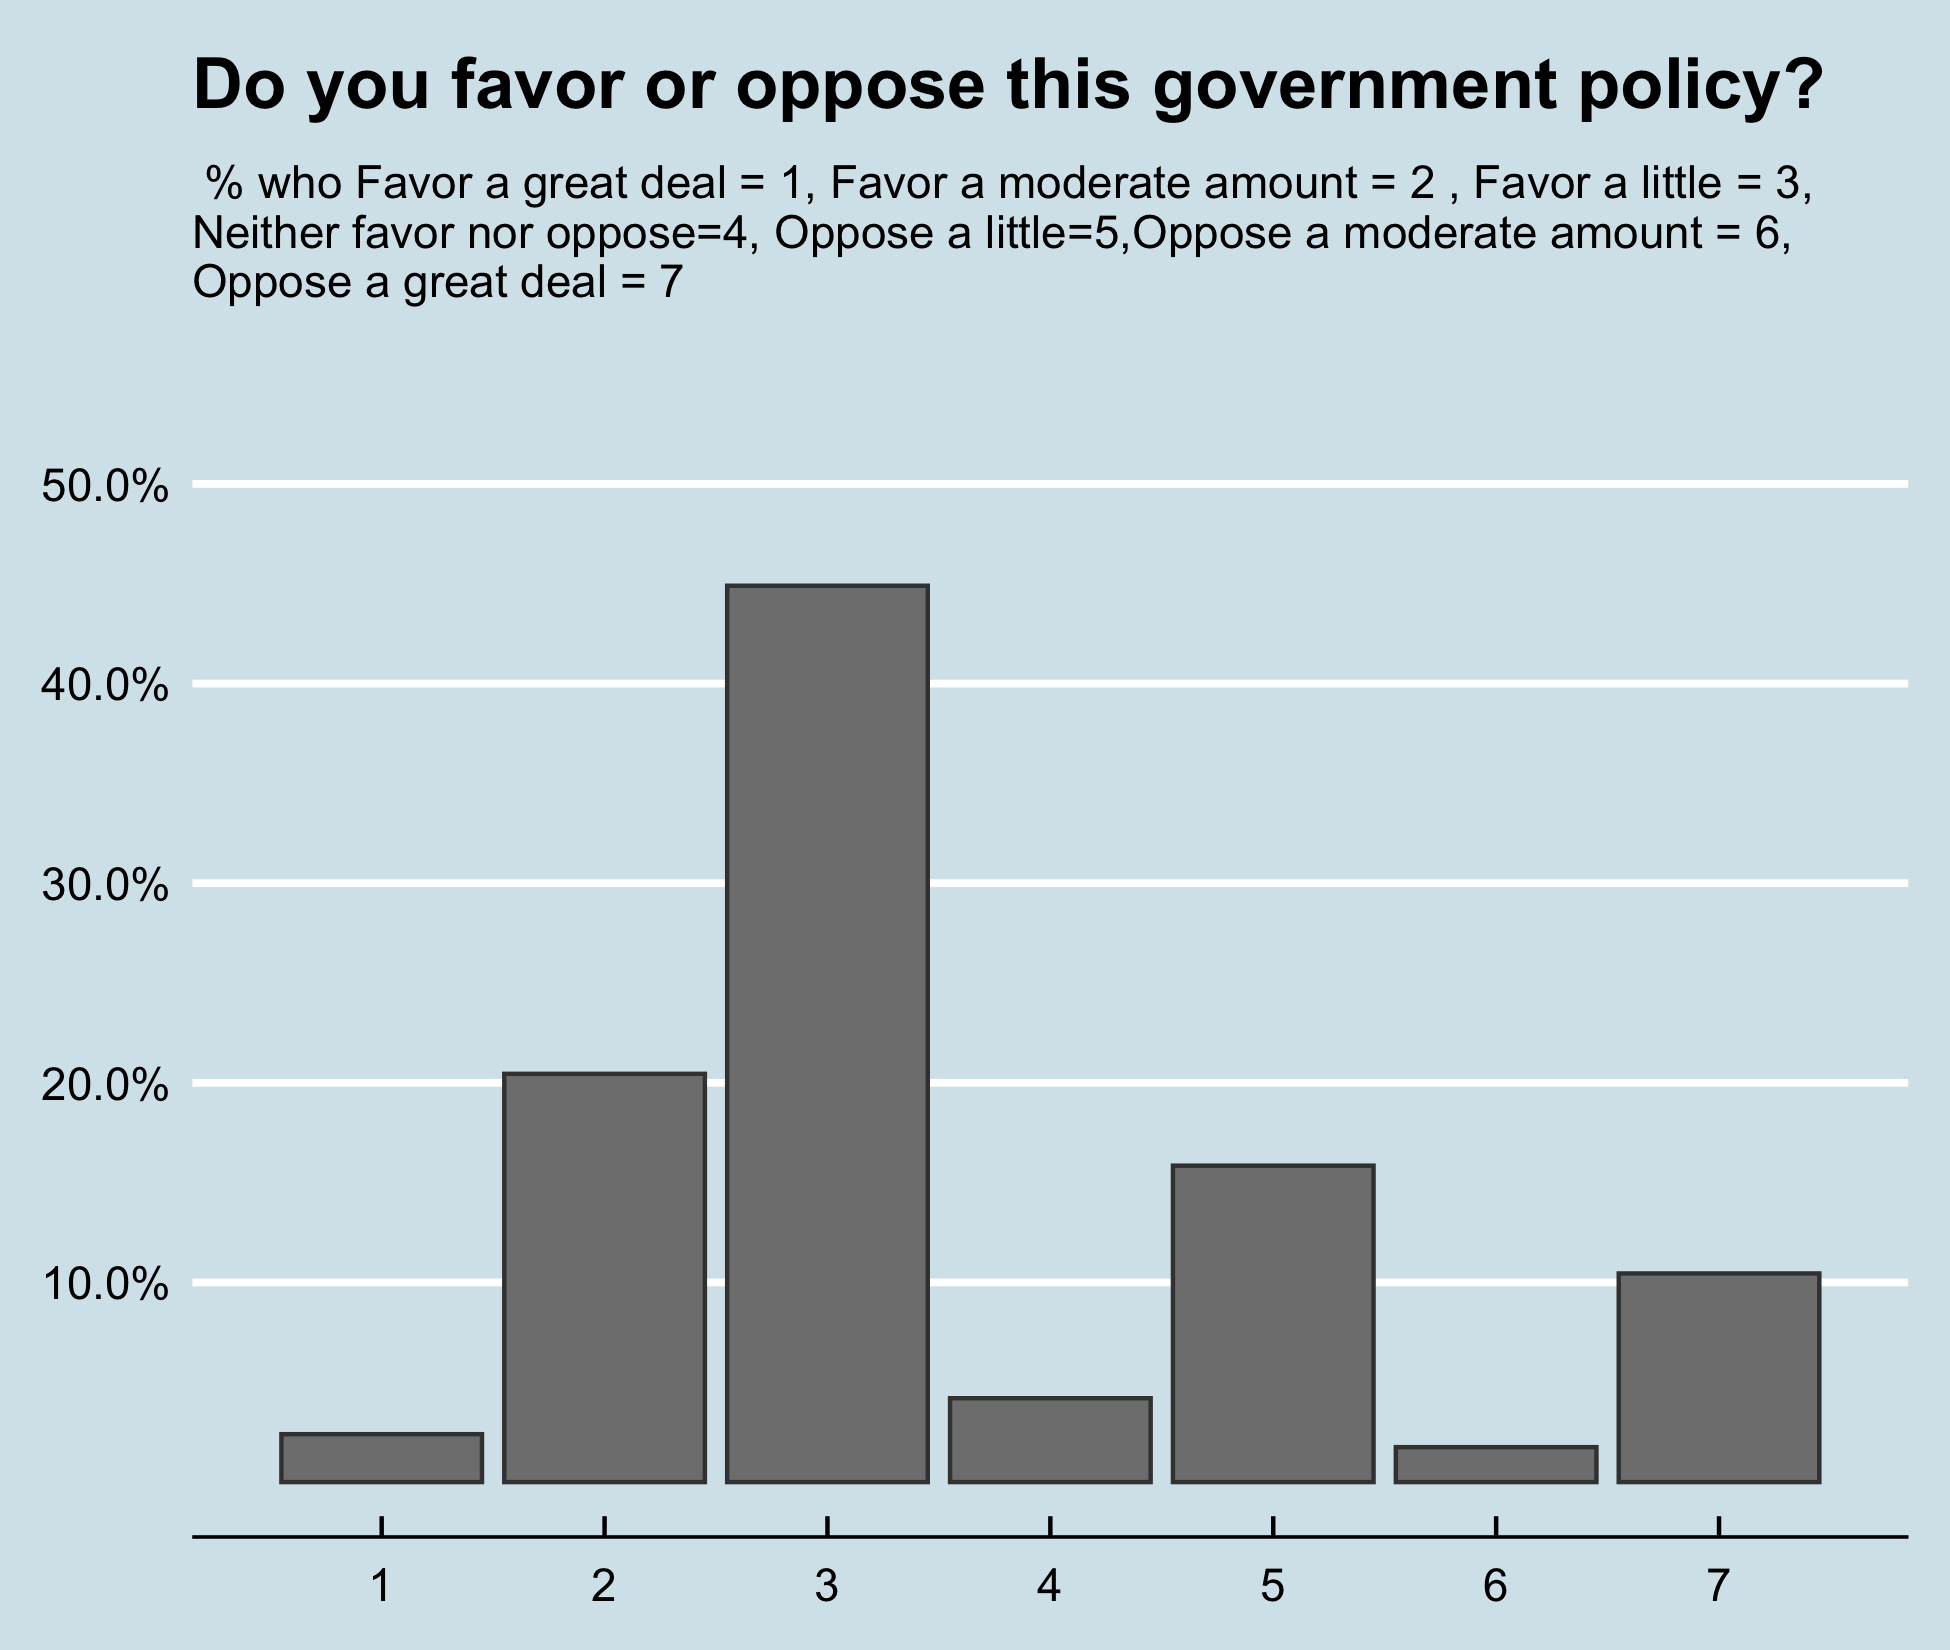 Do you favor or oppose this government policy?
% who Favor a great deal = 1, Favor a moderate amount = 2 , Favor a little = 3,
Neither favor nor oppose=4, Oppose a little=5,Oppose a moderate amount = 6,
Oppose a great deal = 7
50.0%
40.0%
30.0%
20.0%
10.0%
1 2 3 4 5 6 7